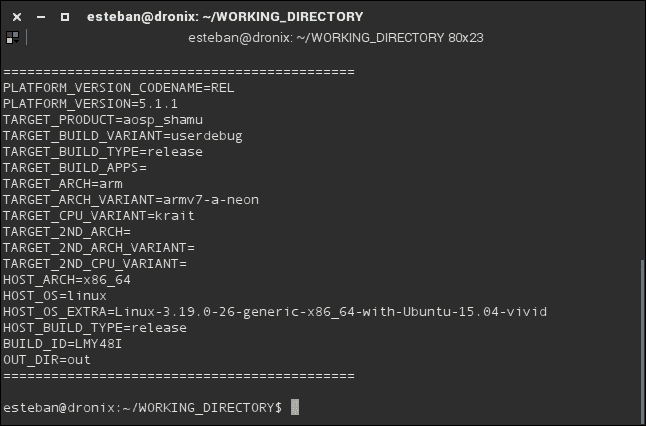 esteban@dronix: ~/WORKING_DIRECTORY
esteban@dronix: ~/WORKING_DIRECTORY 80x23
============================================
PLATFORM_VERSION_CODENAME=REL
PLATFORM_VERSION=5.1.1
TARGET_PRODUCT=aosp_shamu
TARGET_BUILD_VARIANT=userdebug
TARGET_BUILD_TYPE=release
TARGET_BUILD_APPS=
TARGET_ARCH=arm
TARGET_ARCH_VARIANT=armv7-a-neon
TARGET_CPU_VARIANT=krait
TARGET_2ND_ARCH=
TARGET_2ND_ARCH_VARIANT=
TARGET_2ND_CPU_VARIANT=
HOST_ARCH=x86_64
HOST_OS=linux
HOST_OS_EXTRA=Linux-3.19.0-26-generic-x86_64-with-Ubuntu-15.04-vivid
HOST_BUILD_TYPE=release
BUILD_ID=LMY48I
OUT_DIR=out
============================================
esteban@dronix:~/WORKING_DIRECTORY$